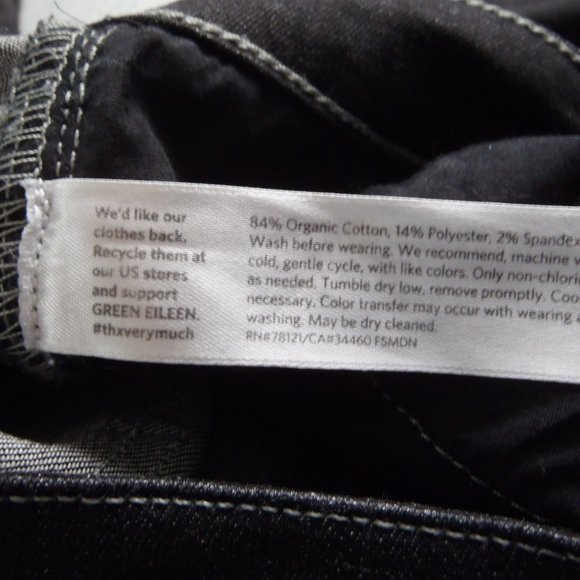 We'd like our
clothes back.
Recycle them at
our US stores
and support
GREEN EILEEN.
#thxverymuch
84% Organic Cotton, 14% Polyester, 2% Spandex
Wash before wearing. We recommend, machine
cold, gentle cycle, with like colors. Only non-chlori
as needed. Tumble dry low, remove promptly. Coo
necessary. Color transfer may occur with wearing
washing. May be dry cleaned.
RN#78121/CA#34460 FSMDN